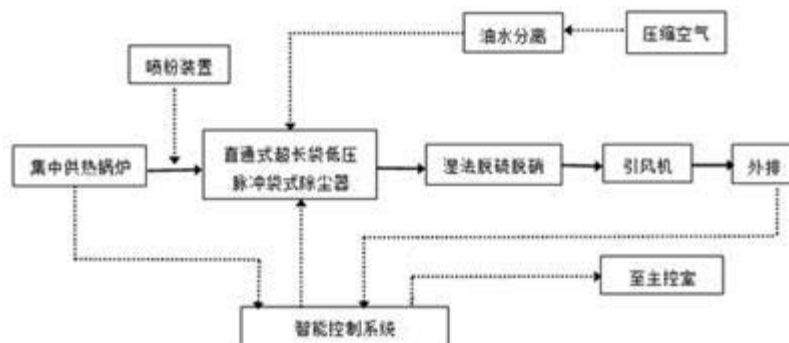 油水分离
压缩空气
喷粉装置
集中供热锅炉
直通式超长袋低压
脉冲袋式除尘器
湿法脱硫脱硝
引风机
外排
至主控室
智能控制系统